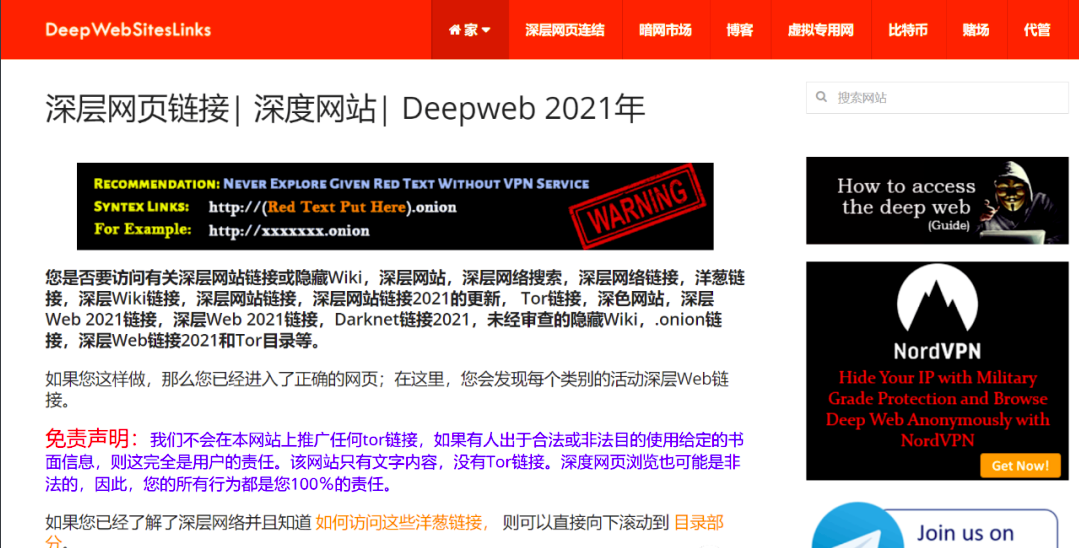 DeepWebSitesLinks
家
深层网页连结
暗网市场
博客
虚拟专用网
比特币
赌场
代管
深层网页链接| 深度网站| Deepweb 2021年
RECOMMENDATION: NEVER EXPLORE GIVEN RED TEXT WITHOUT VPN SERVICE
SYNTEX LINKS: http://(Red Text Put Here).onion
For Example: http://xxxxxxx.onion
WARNING
您是否要访问有关深层网站链接或隐藏Wiki，深层网站，深层网络搜索，深层网络链接，洋葱链
接，深层Wiki链接，深层网站链接，深层网站链接2021的更新， Tor链接，深色网站，深层
Web 2021链接，深层Web 2021链接，Darknet链接2021，未经审查的隐藏Wiki，.onion链
接，深层Web链接2021和Tor目录等。
如果您这样做，那么您已经进入了正确的网页；在这里，您会发现每个类别的活动深层Web链
接。
免责声明：我们不会在本网站上推广任何tor链接，如果有人出于合法或非法目的使用给定的书
面信息，则这完全是用户的责任。该网站只有文字内容，没有Tor链接。深度网页浏览也可能是非
法的，因此，您的所有行为都是您100％的责任。
如果您已经了解了深层网络并且知道 如何访问这些洋葱链接， 则可以直接向下滚动到 目录部
分。
搜索网站
How to access
the deep web
(Guide)
NordVPN
Hide Your IP with Military
Grade Protection and Browse
Deep Web Anonymously with
NordVPN
Get Now!
Join us on